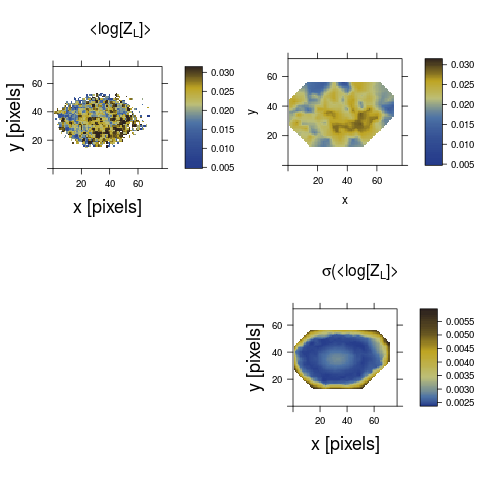 <log[Z_L]>
0.030
0.025
0.020
0.015
0.010
0.005
60
40
20
20 40 60
y [pixels]
x [pixels]
0.030
0.025
0.020
0.015
0.010
0.005
60
40
20
20 40 60
y
x
σ(<log[Z_L]>
0.0055
0.0050
0.0045
0.0040
0.0035
0.0030
0.0025
60
40
20
20 40 60
y [pixels]
x [pixels]